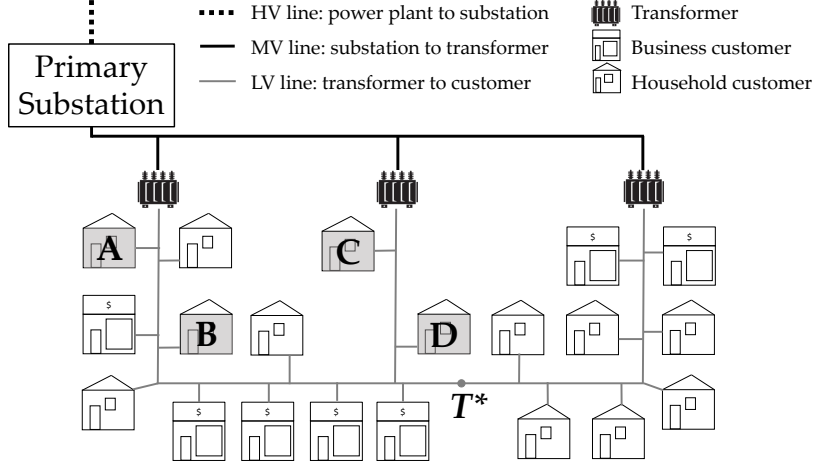 HV line: power plant to substation
MV line: substation to transformer
LV line: transformer to customer
Transformer
Business customer
Household customer
Primary
Substation
A
C
$
$
$
B
D
T*
$
$
$
$